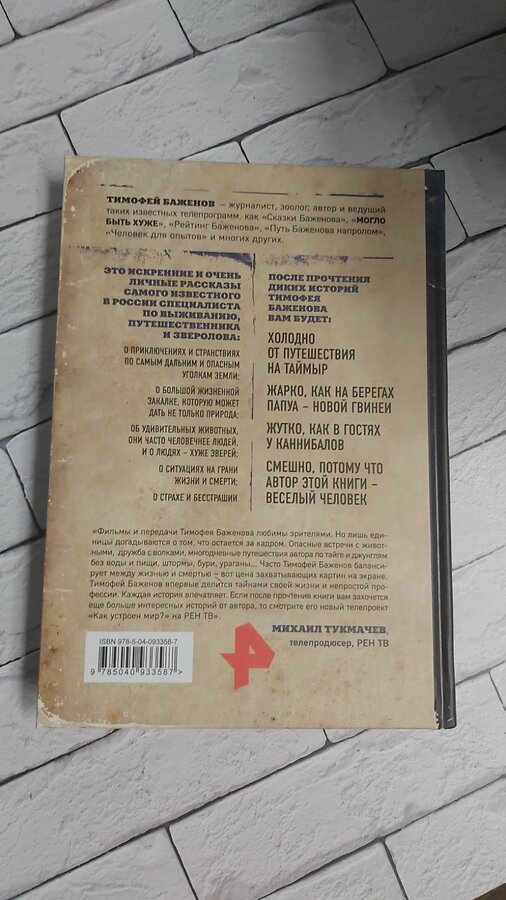 ТИМОФЕЙ БАЖЕНОВ – журналист, зоолог, автор и ведущий
таких известных телепрограмм, как «Сказки Баженова», «МОГЛО
БЫТЬ ХУЖЕ», «Рейтинг Баженова», «Путь Баженова напролом»,
«Человек для опытов» и многих других.
ЭТО ИСКРЕННИЕ И ОЧЕНЬ
ЛИЧНЫЕ РАССКАЗЫ
САМОГО ИЗВЕСТНОГО
В РОССИИ СПЕЦИАЛИСТА
ПО ВЫЖИВАНИЮ,
ПУТЕШЕСТВЕННИКА
И ЗВЕРОЛОВА:
О ПРИКЛЮЧЕНИЯХ И СТРАНСТВИЯХ
ПО САМЫМ ДАЛЬНИМ И ОПАСНЫМ
УГОЛКАМ ЗЕМЛИ;
О БОЛЬШОЙ ЖИЗНЕННОЙ
ЗАКАЛКЕ, КОТОРУЮ МОЖЕТ
ДАТЬ НЕ ТОЛЬКО ПРИРОДА;
ОБ УДИВИТЕЛЬНЫХ ЖИВОТНЫХ,
ОНИ ЧАСТО ЧЕЛОВЕЧНЕЕ ЛЮДЕЙ,
И О ЛЮДЯХ – ХУЖЕ ЗВЕРЕЙ;
О СИТУАЦИЯХ НА ГРАНИ
ЖИЗНИ И СМЕРТИ;
О СТРАХЕ И БЕССТРАШИИ
ПОСЛЕ ПРОЧТЕНИЯ
ДИКИХ ИСТОРИЙ
ТИМОФЕЯ
БАЖЕНОВА
ВАМ БУДЕТ:
ХОЛОДНО
ОТ ПУТЕШЕСТВИЯ
НА ТАЙМЫР
ЖАРКО, КАК НА БЕРЕГАХ
ПАПУА – НОВОЙ ГВИНЕИ
ЖУТКО, КАК В ГОСТЯХ
У КАННИБАЛОВ
СМЕШНО, ПОТОМУ ЧТО
АВТОР ЭТОЙ КНИГИ –
ВЕСЕЛЫЙ ЧЕЛОВЕК
«Фильмы и передачи Тимофея Баженова любимы зрителями. Но лишь еди-
ницы догадываются о том, что остается за кадром. Опасные встречи с живот-
ными, дружба с волками, многодневные путешествия автора по тайге и джунглям
без воды и пищи, штормы, бури, ураганы... Часто Тимофей Баженов баланси-
рует между жизнью и смертью – вот цена захватывающих картин на экране.
Тимофей Баженов впервые делится тайнами своей жизни и непростой про-
фессии. Каждая история впечатляет. Если после прочтения книги вам захочется
еще больше интересных историй от автора, то смотрите его новый телепроект
«Как устроен мир?» на РЕН ТВ».
МИХАИЛ ТУКМАЧЕВ,
телепродюсер, РЕН ТВ
ISBN 978-5-04-093358-7
9 785040 933587 >